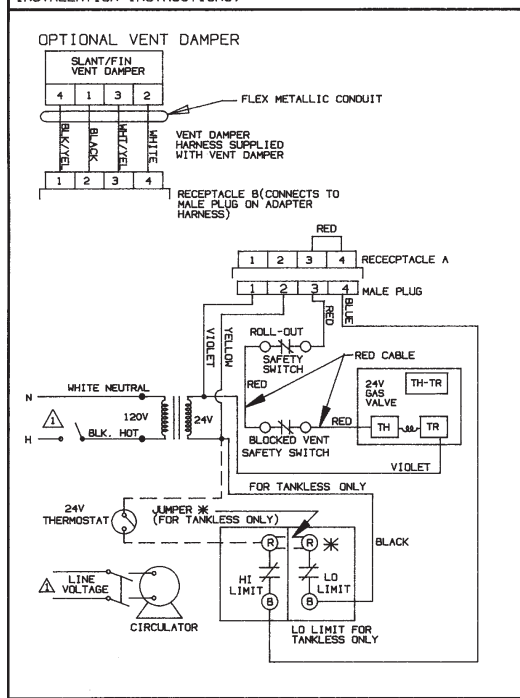 OPTIONAL VENT DAMPER
SLANT/FIN
VENT DAMPER
4 1 3 2
FLEX METALLIC CONDUIT
BLK/YEL
BLACK
WHT/YEL
WHITE
VENT DAMPER
HARNESS SUPPLIED
WITH VENT DAMPER
1 2 3 4
RECEPTACLE B(CONNECTS TO
MALE PLUG ON ADAPTER
HARNESS)
RED
1 2 3 4
RECECPTACLE A
1 2 3 4
MALE PLUG
VIOLET
YELLOW
RED
BLUE
ROLL-OUT
SAFETY
SWITCH
RED CABLE
RED
24V
GAS
VALVE
TH-TR
WHITE NEUTRAL
N
1
120V
24V
H
BLK. HOT
RED
TH
TR
BLOCKED VENT
SAFETY SWITCH
VIOLET
FOR TANKLESS ONLY
24V
THERMOSTAT
JUMPER *
(FOR TANKLESS ONLY)
BLACK
R
R
*
HI
LIMIT
LO
LIMIT
B
B
1
LINE
VOLTAGE
CIRCULATOR
LO LIMIT FOR
TANKLESS ONLY